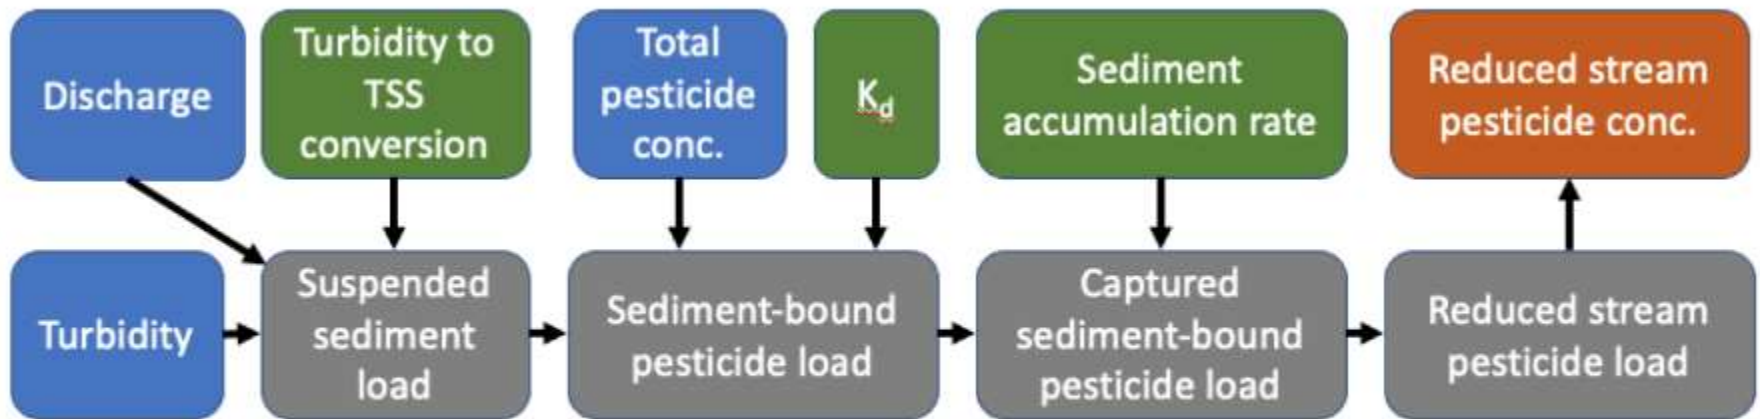 Discharge
Turbidity to
TSS
conversion
Total
pesticide
conc.
Kd
Sediment
accumulation rate
Reduced stream
pesticide conc.
Turbidity
Suspended
sediment
load
Sediment-bound
pesticide load
Captured
sediment-bound
pesticide load
Reduced stream
pesticide load